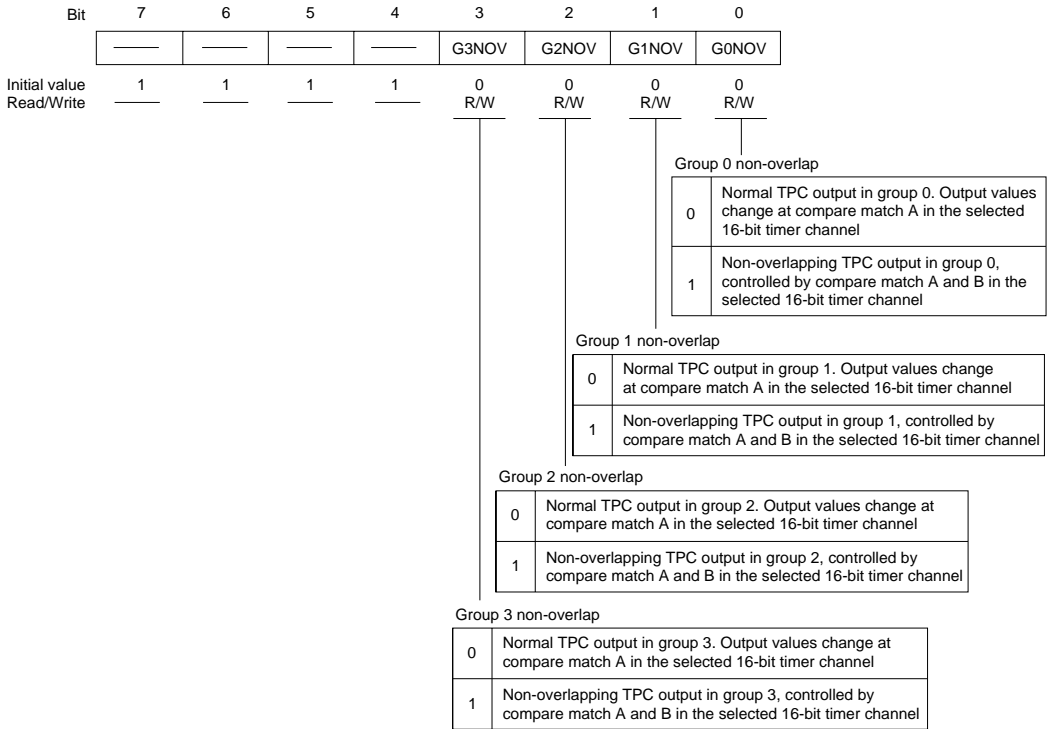 Bit 7 6 5 4 3 2 1 0
G3NOV G2NOV G1NOV G0NOV
Initial value 1 1 1 1 0 0 0 0
Read/Write R/W R/W R/W R/W
Group 0 non-overlap
0 Normal TPC output in group 0. Output values
change at compare match A in the selected
16-bit timer channel
1 Non-overlapping TPC output in group 0,
controlled by compare match A and B in the
selected 16-bit timer channel
Group 1 non-overlap
0 Normal TPC output in group 1. Output values change
at compare match A in the selected 16-bit timer channel
1 Non-overlapping TPC output in group 1, controlled by
compare match A and B in the selected 16-bit timer channel
Group 2 non-overlap
0 Normal TPC output in group 2. Output values change at
compare match A in the selected 16-bit timer channel
1 Non-overlapping TPC output in group 2, controlled by
compare match A and B in the selected 16-bit timer channel
Group 3 non-overlap
0 Normal TPC output in group 3. Output values change at
compare match A in the selected 16-bit timer channel
1 Non-overlapping TPC output in group 3, controlled by
compare match A and B in the selected 16-bit timer channel